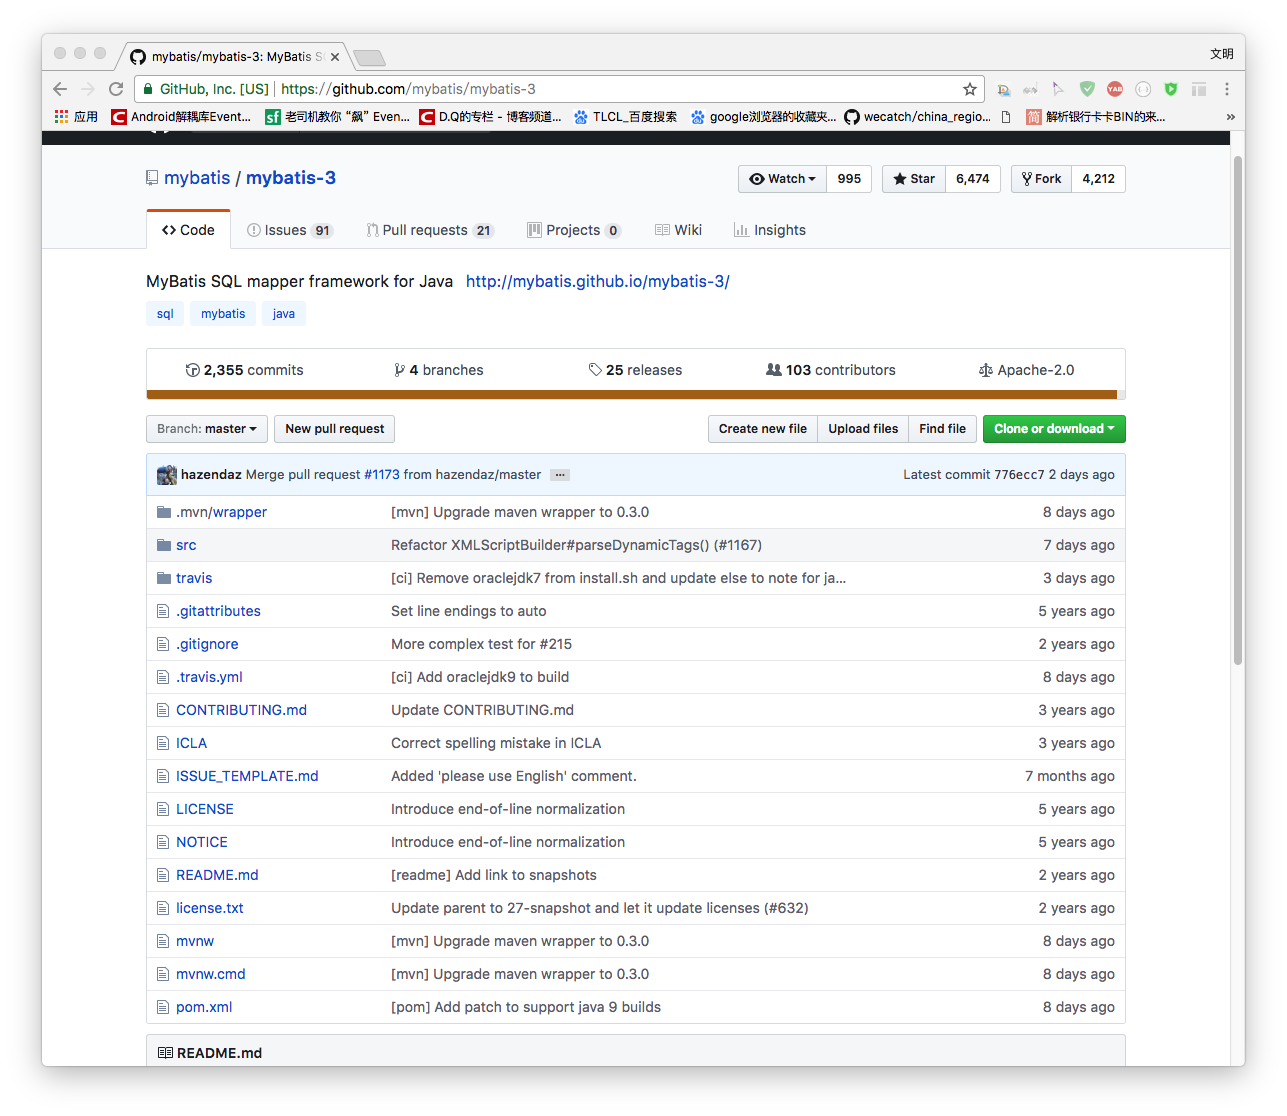 mybatis/mybatis-3: MyBatis S
文明
GitHub, Inc. [US] | https://github.com/mybatis/mybatis-3
应用 Android解耦库Event... 老司机教你“飙”Even... D.Q的专栏 - 博客频道... TLCL_百度搜索 google浏览器的收藏夹... wecatch/china_regio... 解析银行卡卡BIN的来... »
mybatis / mybatis-3
Watch 995 Star 6,474 Fork 4,212
Code Issues 91 Pull requests 21 Projects 0 Wiki Insights
MyBatis SQL mapper framework for Java http://mybatis.github.io/mybatis-3/
sql mybatis java
2,355 commits 4 branches 25 releases 103 contributors Apache-2.0
Branch: master New pull request Create new file Upload files Find file Clone or download
hazendaz Merge pull request #1173 from hazendaz/master ... Latest commit 776ecc7 2 days ago
.mvn/wrapper [mvn] Upgrade maven wrapper to 0.3.0 8 days ago
src Refactor XMLScriptBuilder#parseDynamicTags() (#1167) 7 days ago
travis [ci] Remove oraclejdk7 from install.sh and update else to note for ja... 3 days ago
.gitattributes Set line endings to auto 5 years ago
.gitignore More complex test for #215 2 years ago
.travis.yml [ci] Add oraclejdk9 to build 8 days ago
CONTRIBUTING.md Update CONTRIBUTING.md 3 years ago
ICLA Correct spelling mistake in ICLA 3 years ago
ISSUE_TEMPLATE.md Added 'please use English' comment. 7 months ago
LICENSE Introduce end-of-line normalization 5 years ago
NOTICE Introduce end-of-line normalization 5 years ago
README.md [readme] Add link to snapshots 2 years ago
license.txt Update parent to 27-snapshot and let it update licenses (#632) 2 years ago
mvnw [mvn] Upgrade maven wrapper to 0.3.0 8 days ago
mvnw.cmd [mvn] Upgrade maven wrapper to 0.3.0 8 days ago
pom.xml [pom] Add patch to support java 9 builds 8 days ago
README.md